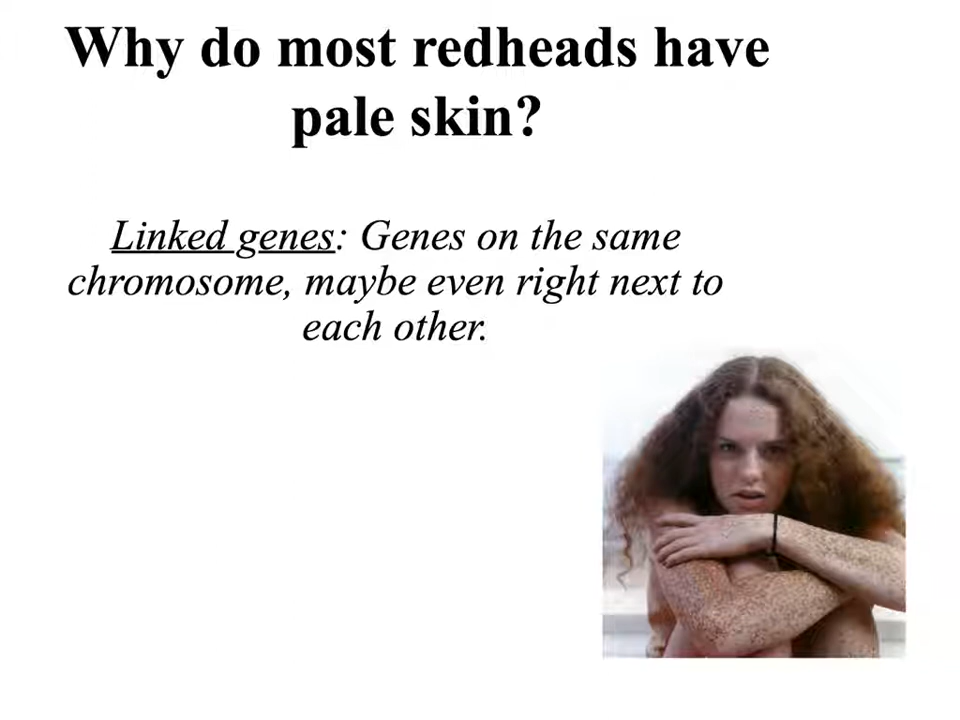 Why do most redheads have
pale skin?
Linked genes: Genes on the same
chromosome, maybe even right next to
each other.